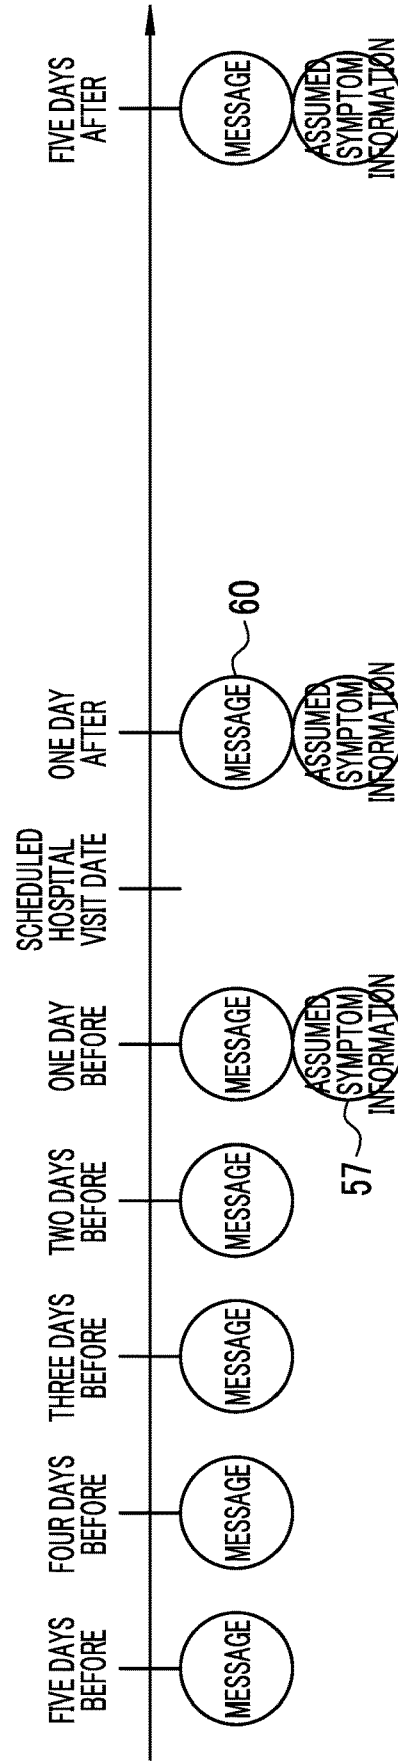 FIVE DAYS
BEFORE
FOUR DAYS
BEFORE
THREE DAYS
BEFORE
TWO DAYS
BEFORE
ONE DAY
BEFORE
SCHEDULED
HOSPITAL
VISIT DATE
ONE DAY
AFTER
FIVE DAYS
AFTER
MESSAGE
MESSAGE
MESSAGE
MESSAGE
MESSAGE
MESSAGE
60
MESSAGE
57
ASSUMED
SYMPTOM
INFORMATION
ASSUMED
SYMPTOM
INFORMATION
ASSUMED
SYMPTOM
INFORMATION